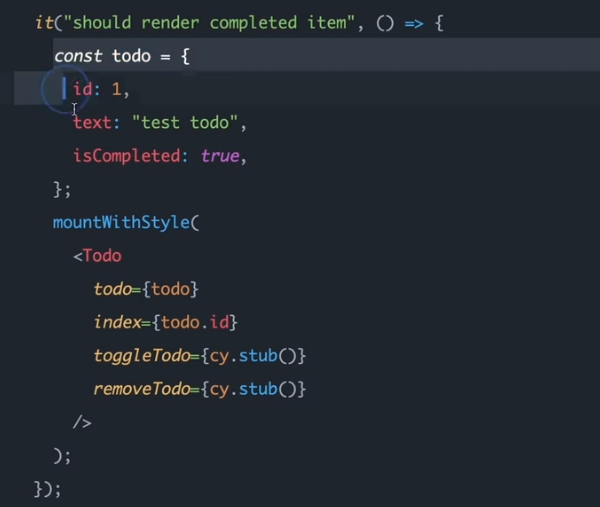 it("should render completed item", () => {
  const todo = {
    id: 1,
    text: "test todo",
    isCompleted: true,
  };
  mountWithStyle(
    <Todo
      todo={todo}
      index={todo.id}
      toggleTodo={cy.stub()}
      removeTodo={cy.stub()}
    />
  );
});